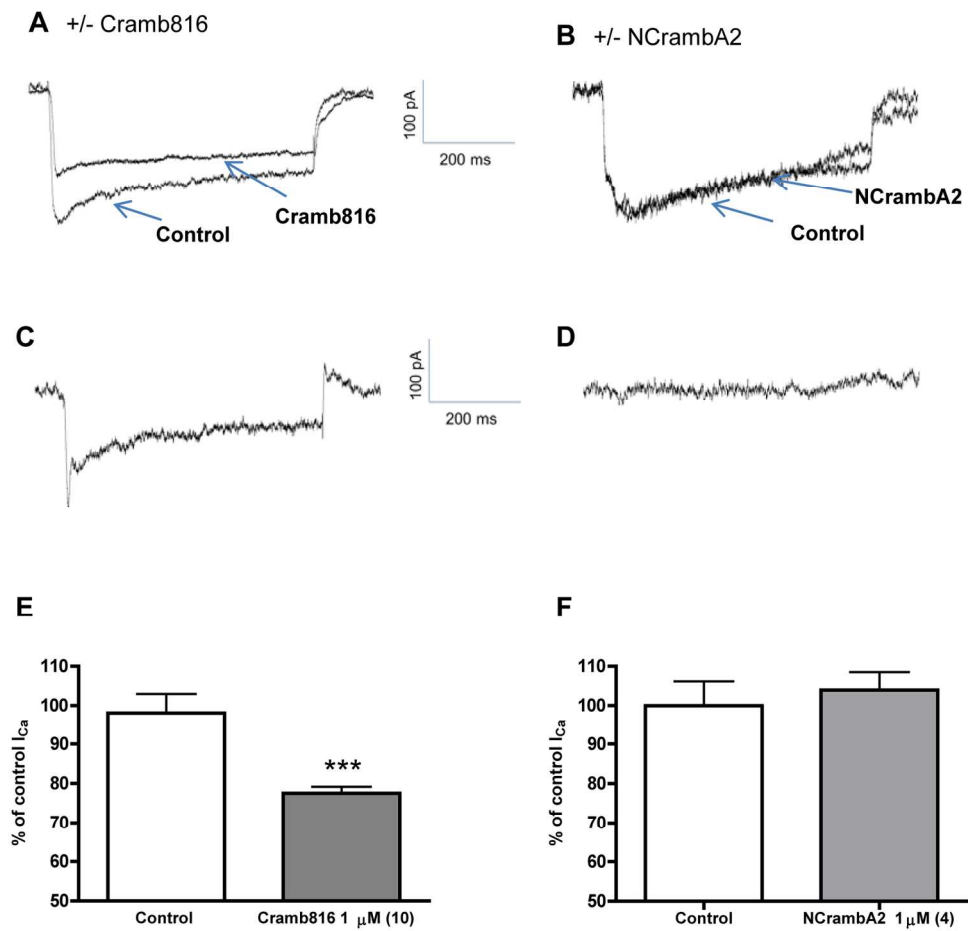 A +/- Cramb816
B +/- NCrambA2
100 pA
200 ms
Cramb816
Control
NCrambA2
Control
C
D
100 pA
200 ms
E
F
% of control I_Ca
110
100
90
80
70
60
50
***
Control
Cramb816 1 μM (10)
% of control I_Ca
110
100
90
80
70
60
50
Control
NCrambA2 1 μM (4)